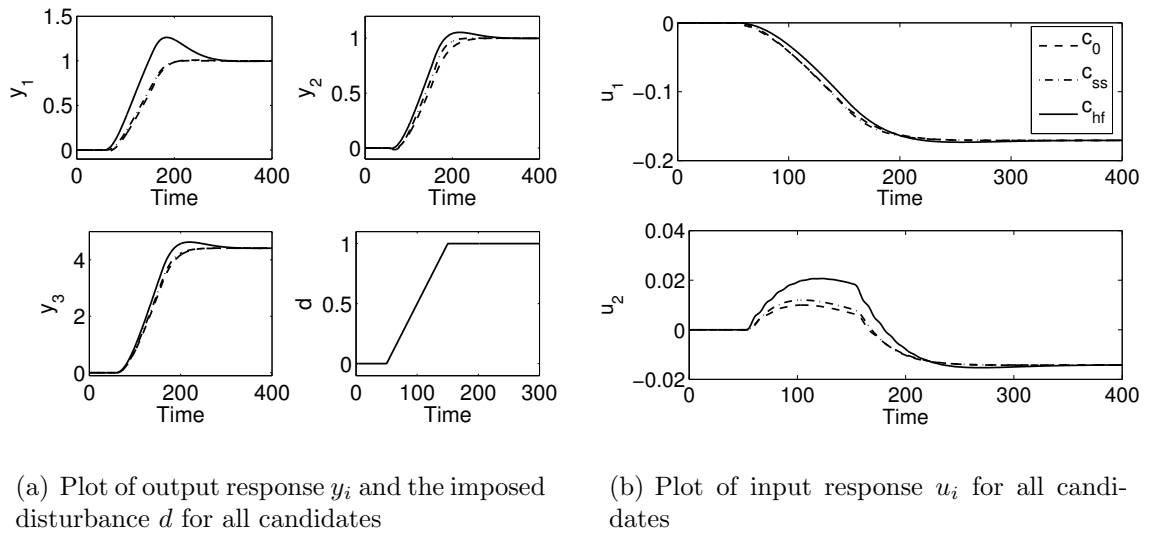 1.5
1
0.5
0
y1
0 200 400
Time
1
0.5
0
y2
0 200 400
Time
4
2
0
y3
0 200 400
Time
1
0.5
0
d
0 100 200 300
Time
0
−0.1
−0.2
u1
0 100 200 300 400
Time
c0
css
chf
0.04
0.02
0
−0.02
u2
0 100 200 300 400
Time
(a) Plot of output response yi and the imposed
disturbance d for all candidates
(b) Plot of input response ui for all candi-
dates